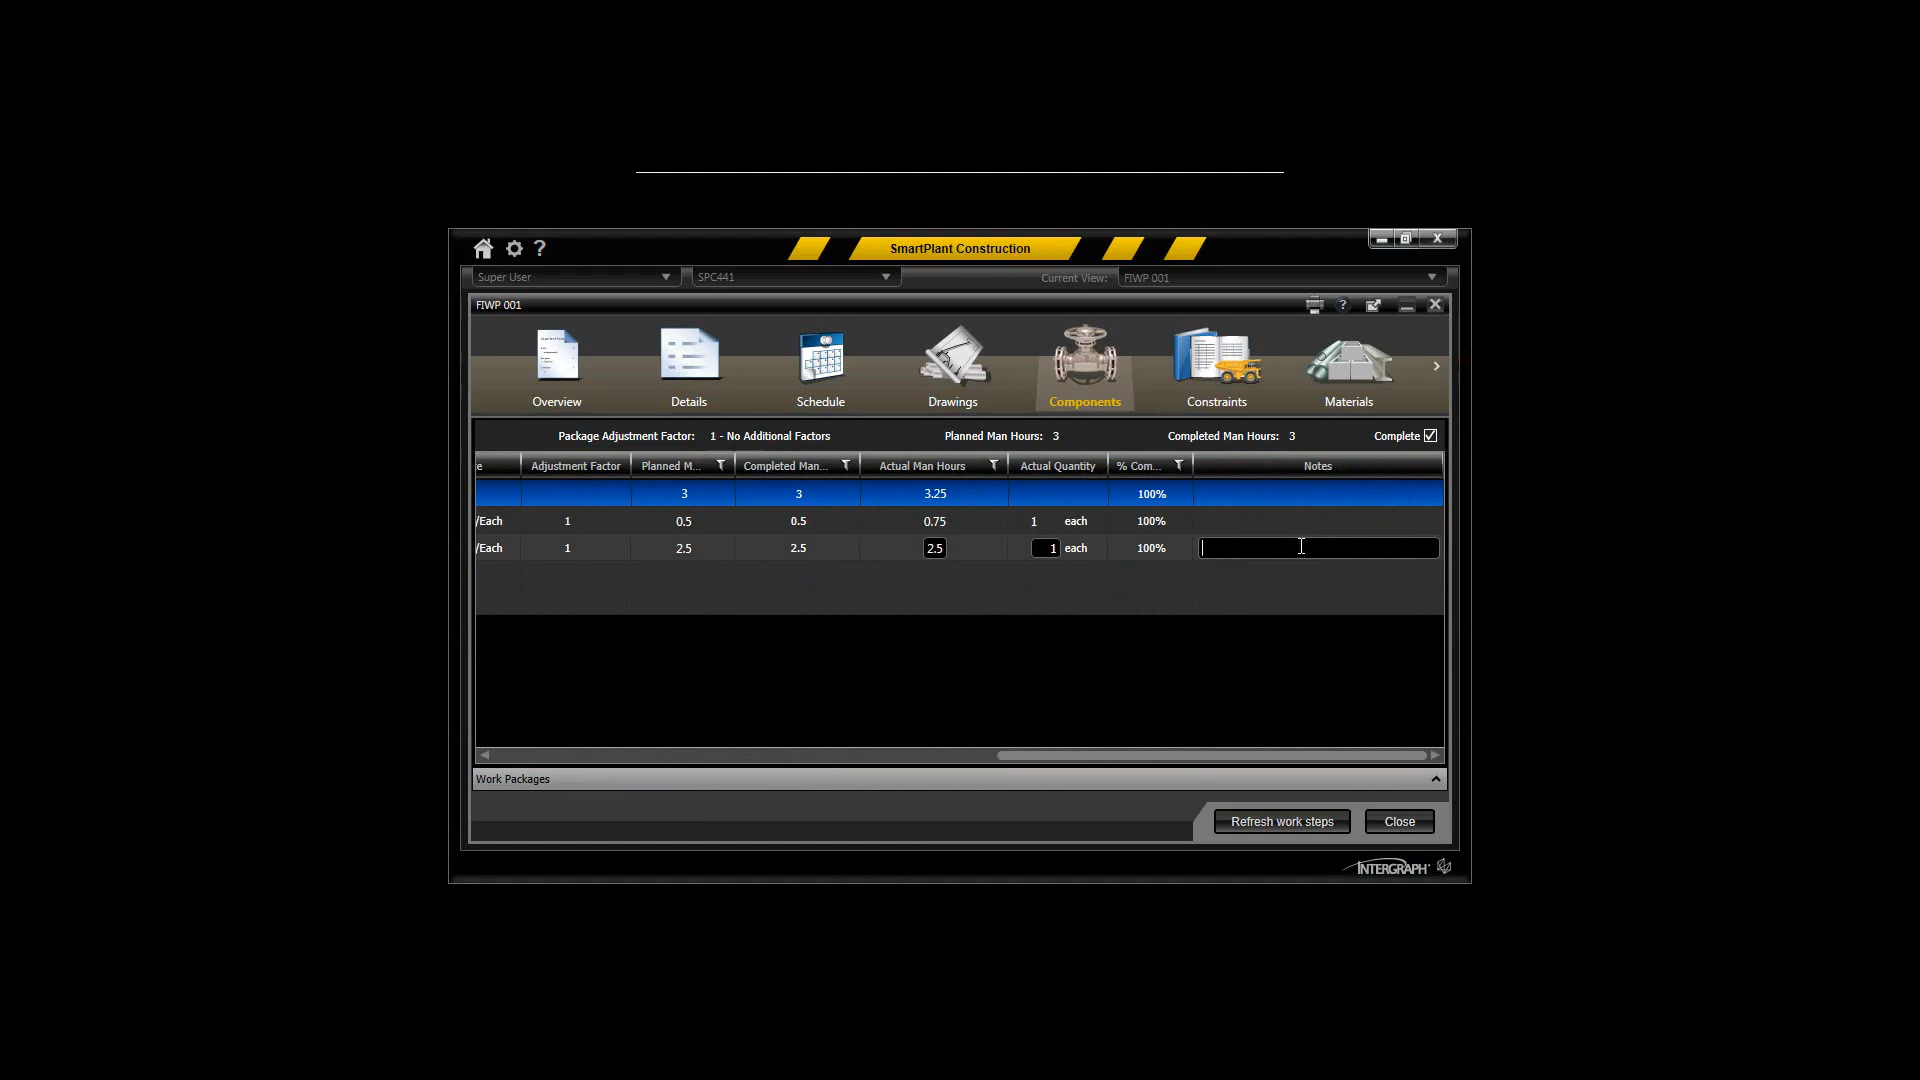 SmartPlant Construction
Super User SPC441 Current View: FIWP 001
FIWP 001
Overview Details Schedule Drawings Components Constraints Materials
Package Adjustment Factor: 1 - No Additional Factors Planned Man Hours: 3 Completed Man Hours: 3 Complete
e Adjustment Factor Planned M... Completed Man... Actual Man Hours Actual Quantity % Com... Notes
3 3 3.25 100%
/Each 1 0.5 0.5 0.75 1 each 100%
/Each 1 2.5 2.5 2.5 1 each 100%
Work Packages
Refresh work steps Close
INTERGRAPH